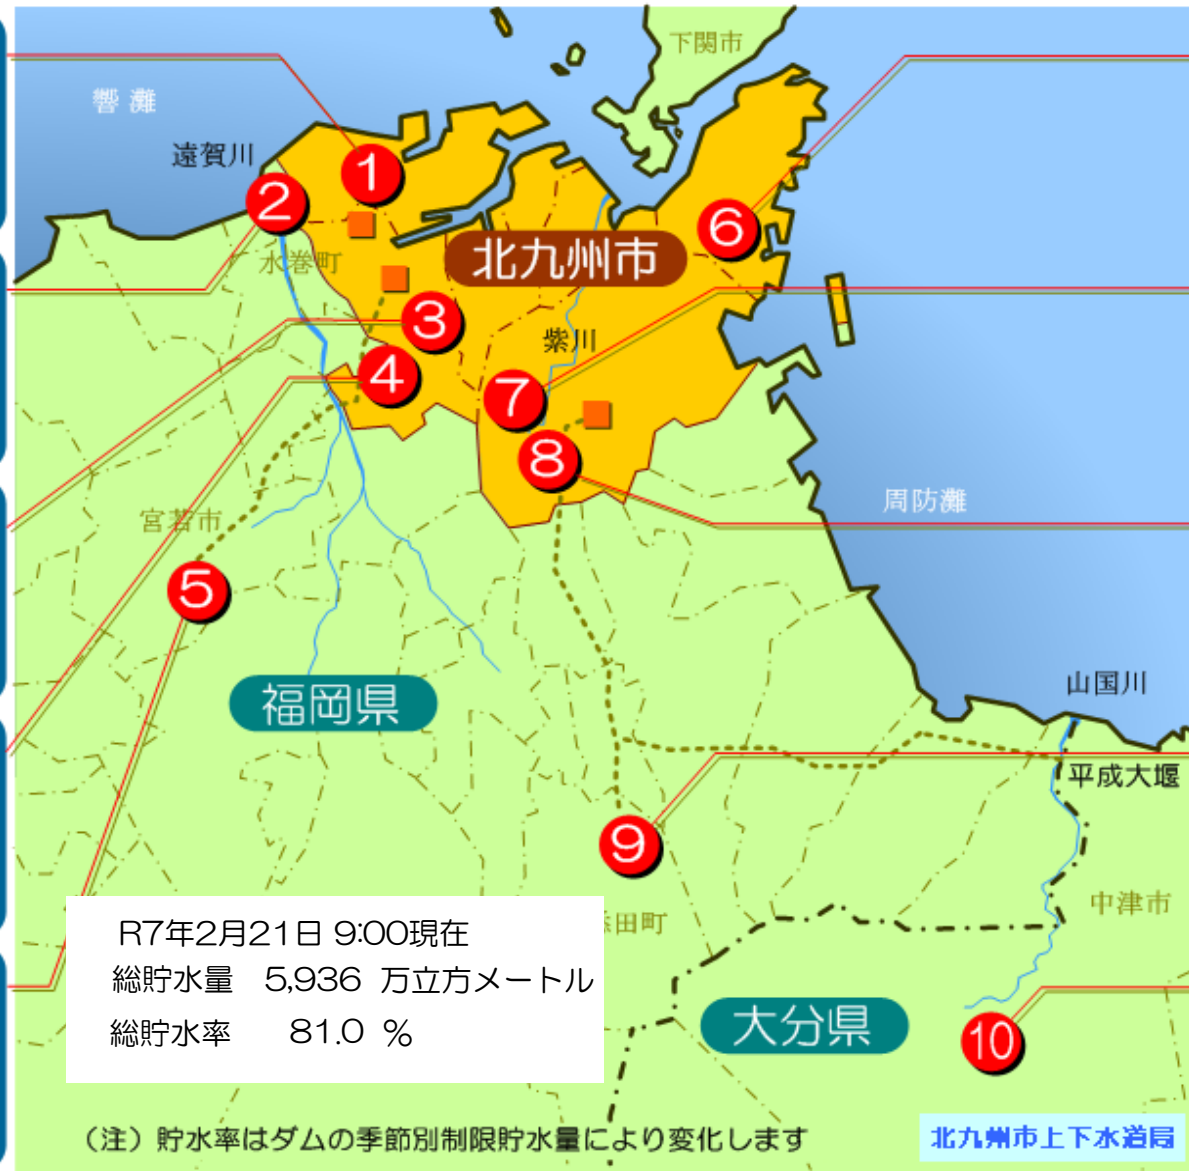 下関市
響灘
遠賀川
1
2
6
水巻町
北九州市
3
紫川
4
7
8
周防灘
宮若市
5
福岡県
山国川
平成大堰
9
中津市
田町
R7年2月21日 9:00現在
総貯水量 5,936 万立方メートル
総貯水率 81.0 %
大分県
10
(注)貯水率はダムの季節別制限貯水量により変化します
北九州市上下水道局